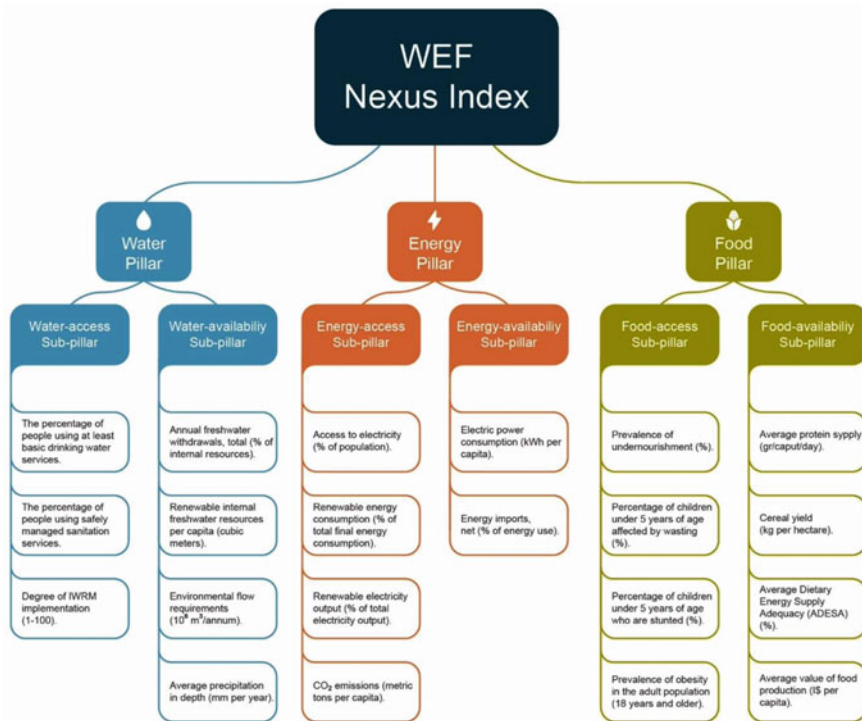 WEF
Nexus Index
Water
Pillar
Energy
Pillar
Food
Pillar
Water-access
Sub-pillar
Water-availabiliy
Sub-pillar
Energy-access
Sub-pillar
Energy-availabiliy
Sub-pillar
Food-access
Sub-pillar
Food-availabiliy
Sub-pillar
The percentage of
people using at least
basic drinking water
services.
The percentage of
people using safely
managed sanitation
services.
Degree of IWRM
implementation
(1-100).
Annual freshwater
withdrawals, total (% of
internal resources).
Renewable internal
freshwater resources
per capita (cubic
meters).
Environmental flow
requirements
(10⁶ m³/annum).
Average precipitation
in depth (mm per year).
Access to electricity
(% of population).
Renewable energy
consumption (% of
total final energy
consumption).
Renewable electricity
output (% of total
electricity output).
CO₂ emissions (metric
tons per capita).
Electric power
consumption (kWh per
capita).
Energy imports,
net (% of energy use).
Prevalence of
undernourishment (%).
Percentage of children
under 5 years of age
affected by wasting
(%).
Percentage of children
under 5 years of age
who are stunted (%).
Prevalence of obesity
in the adult population
(18 years and older).
Average protein supply
(gr/caput/day).
Cereal yield
(kg per hectare).
Average Dietary
Energy Supply
Adequacy (ADESA)
(%).
Average value of food
production (I$ per
capita).